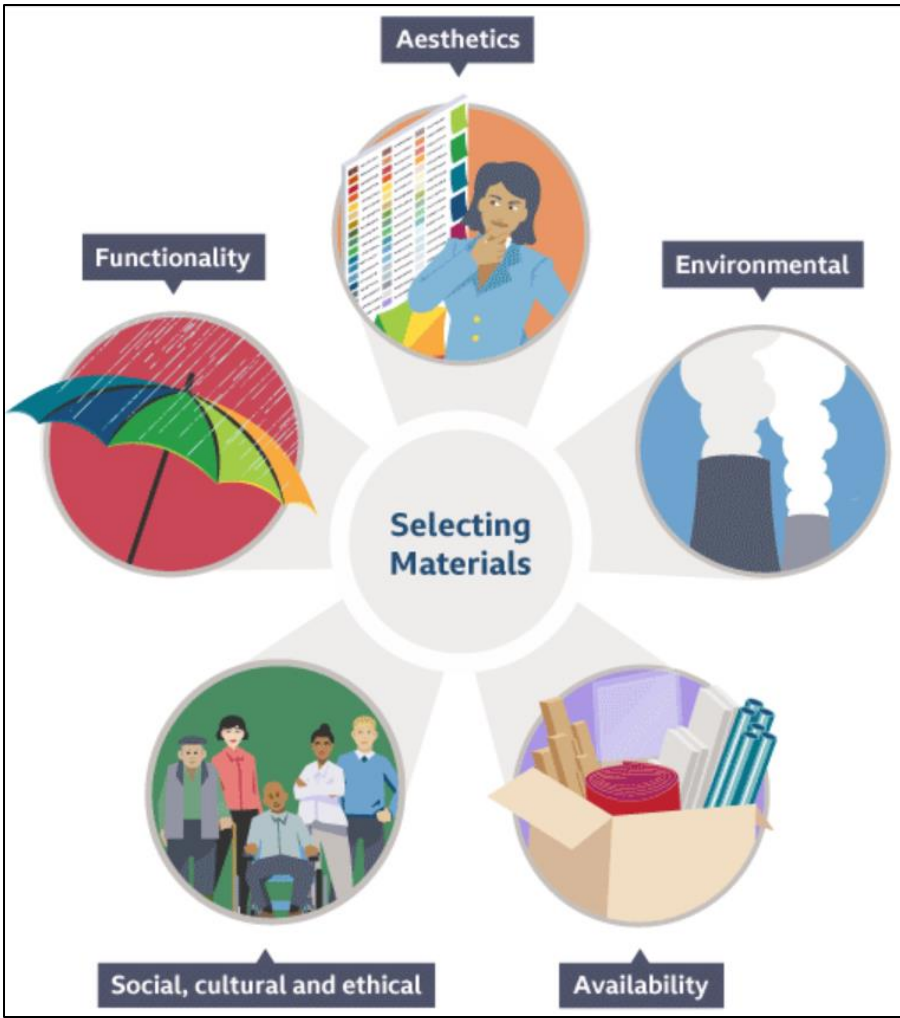 Aesthetics
Functionality
Environmental
Selecting
Materials
Social, cultural and ethical
Availability